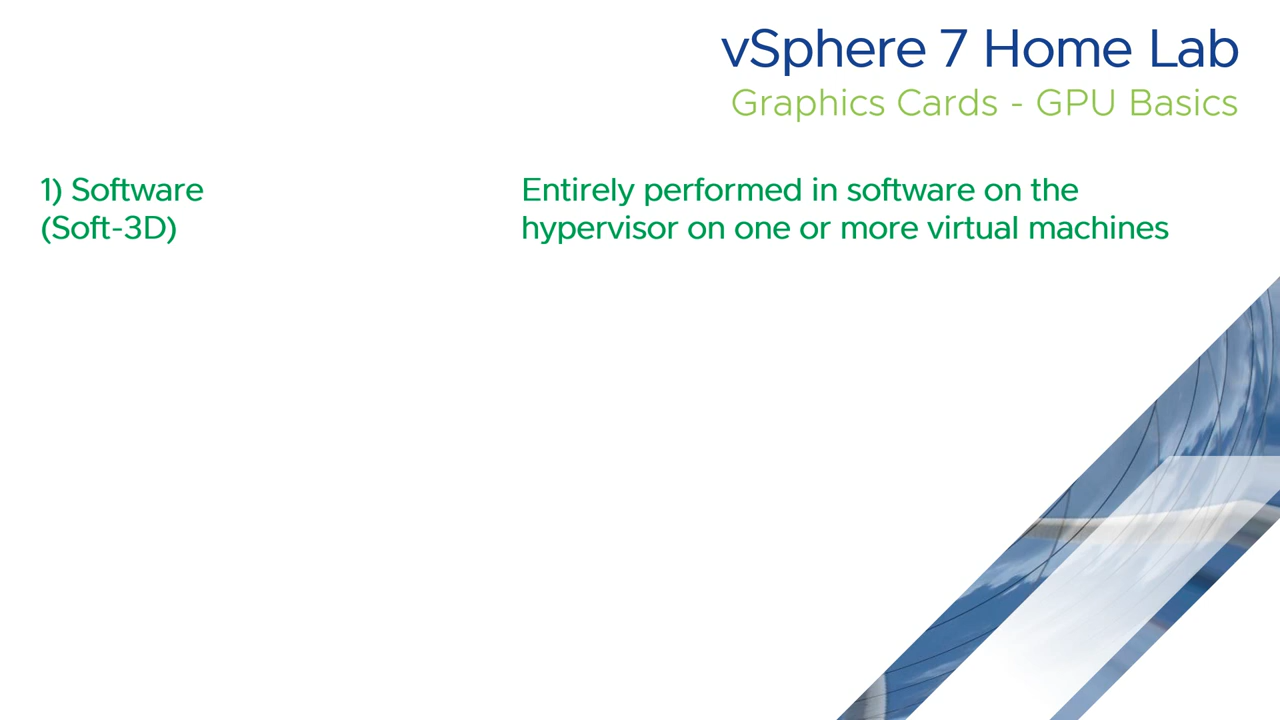 vSphere 7 Home Lab
Graphics Cards - GPU Basics
1) Software
(Soft-3D)
Entirely performed in software on the
hypervisor on one or more virtual machines